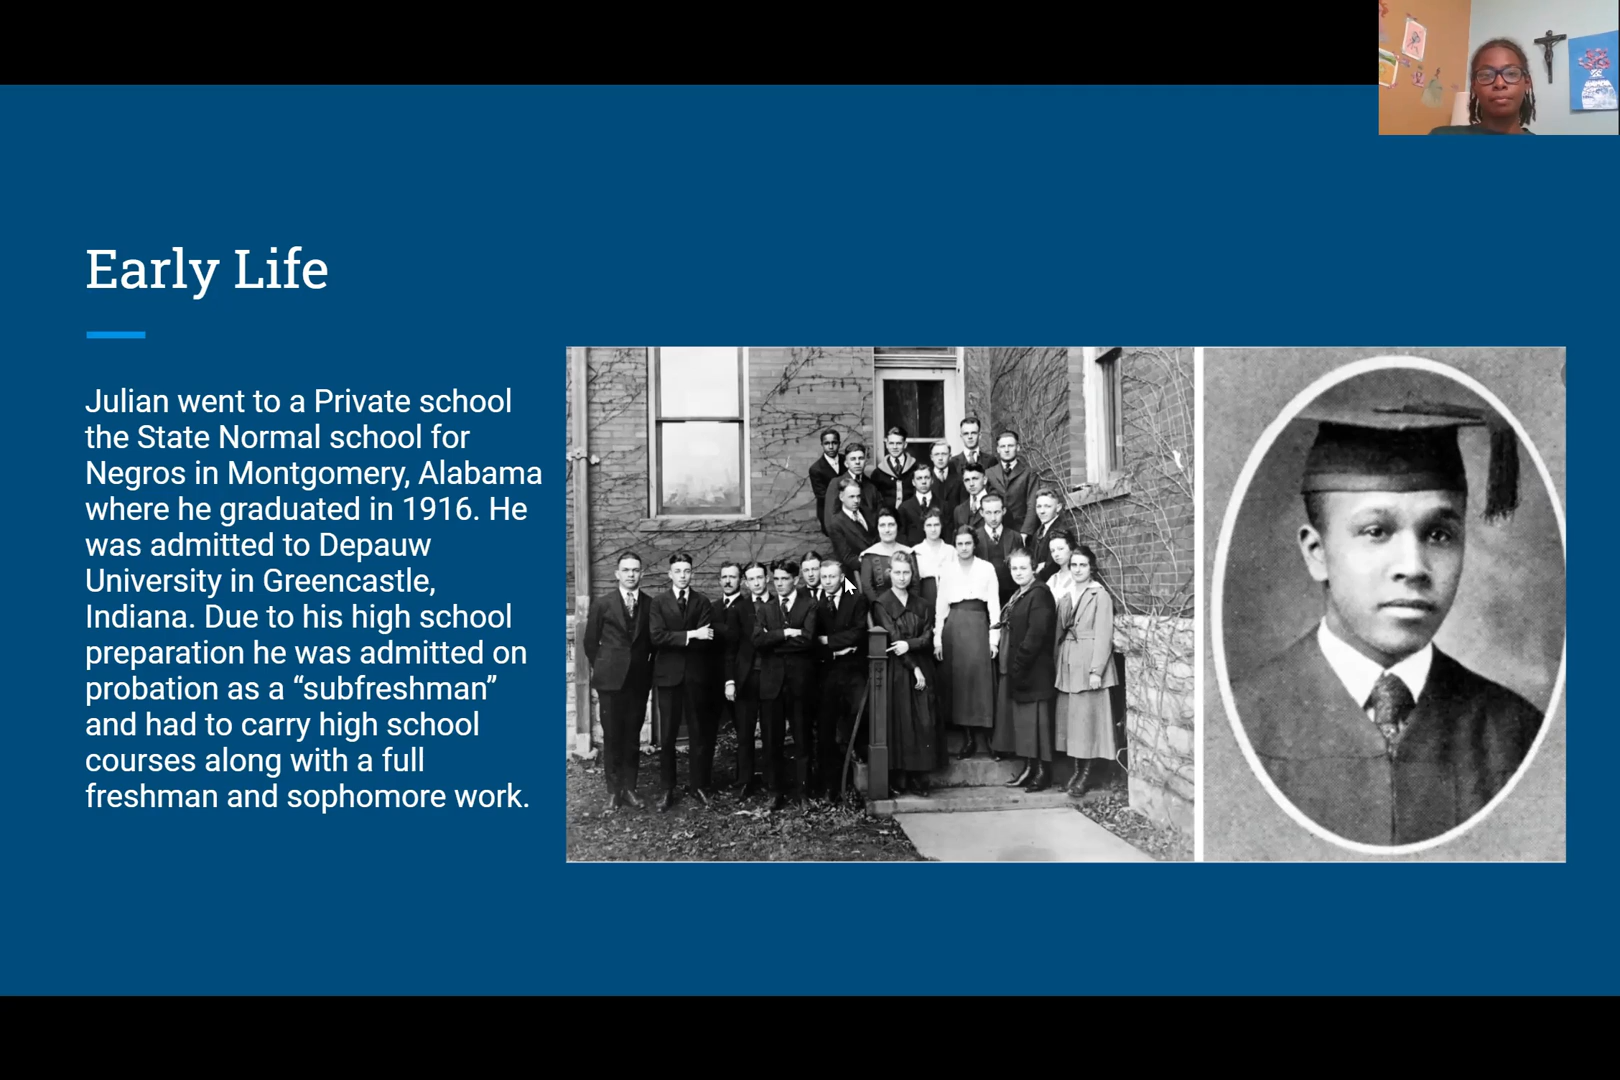 Early Life
Julian went to a Private school
the State Normal school for
Negros in Montgomery, Alabama
where he graduated in 1916. He
was admitted to Depauw
University in Greencastle,
Indiana. Due to his high school
preparation he was admitted on
probation as a “subfreshman”
and had to carry high school
courses along with a full
freshman and sophomore work.